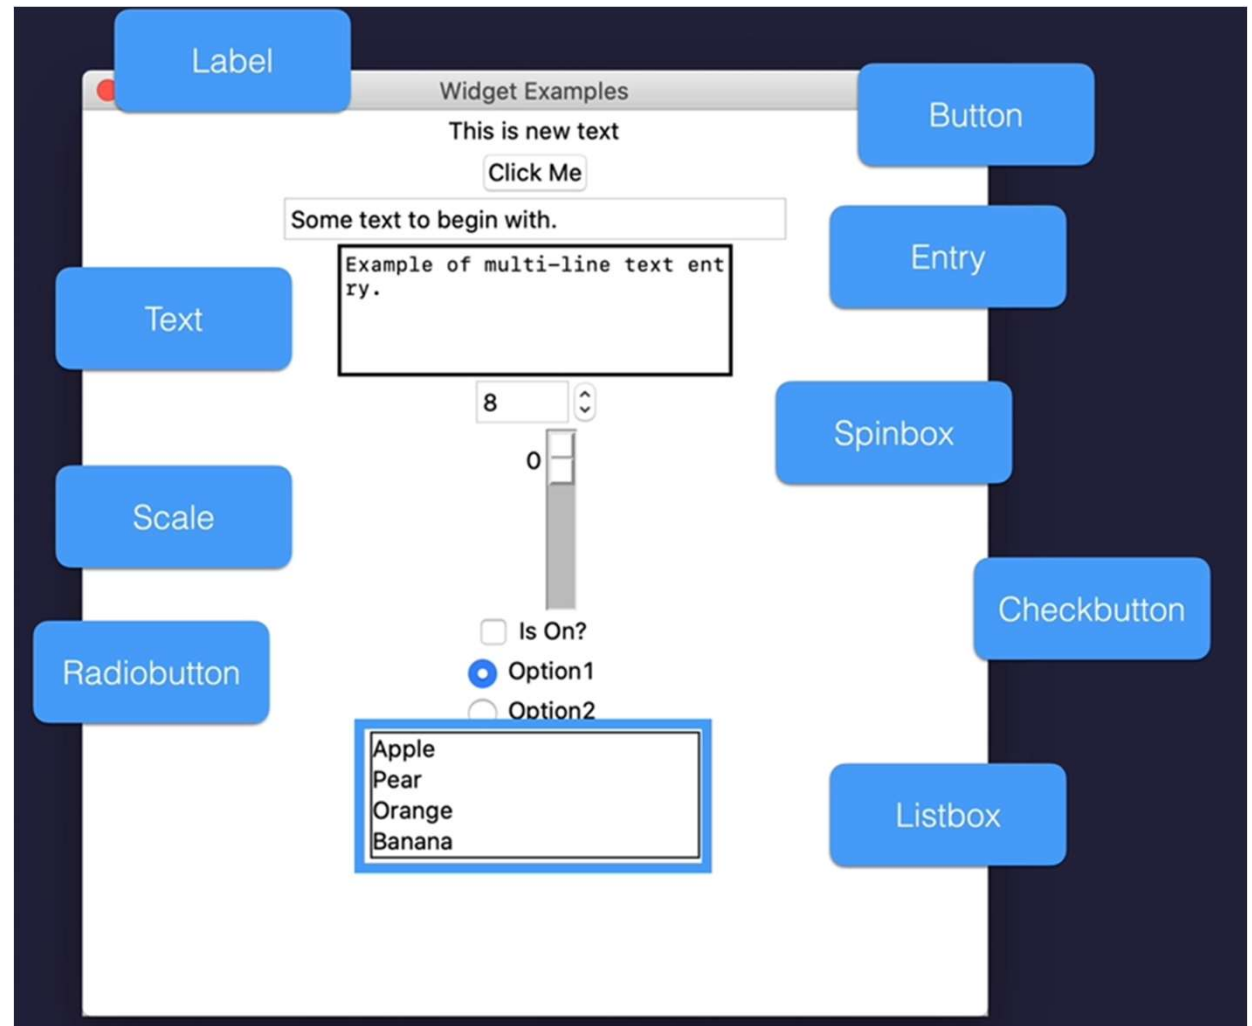 Label
Widget Examples
Button
This is new text
Click Me
Some text to begin with.
Entry
Example of multi-line text ent
ry.
Text
8
Spinbox
0
Scale
Is On?
Checkbutton
Option1
Radiobutton
Option2
Apple
Pear
Orange
Banana
Listbox